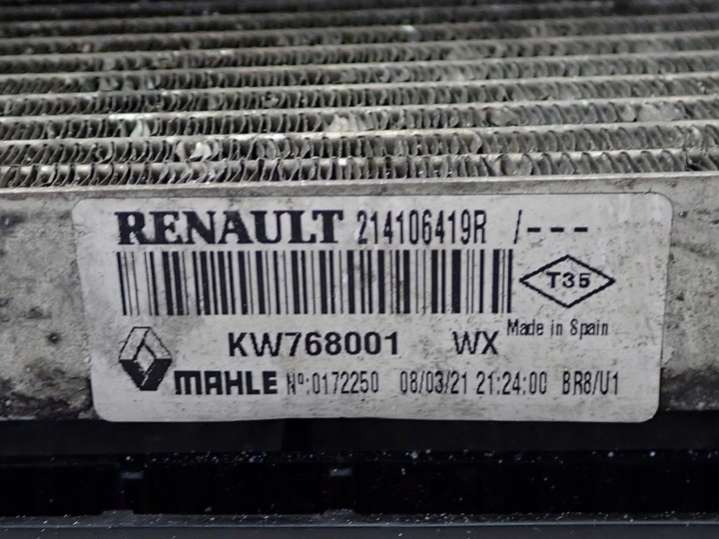 RENAULT 214106419R /---
T35
KW768001 WX Made in Spain
MAHLE Nº:0172250 08/03/21 21:24:00 BR8/U1